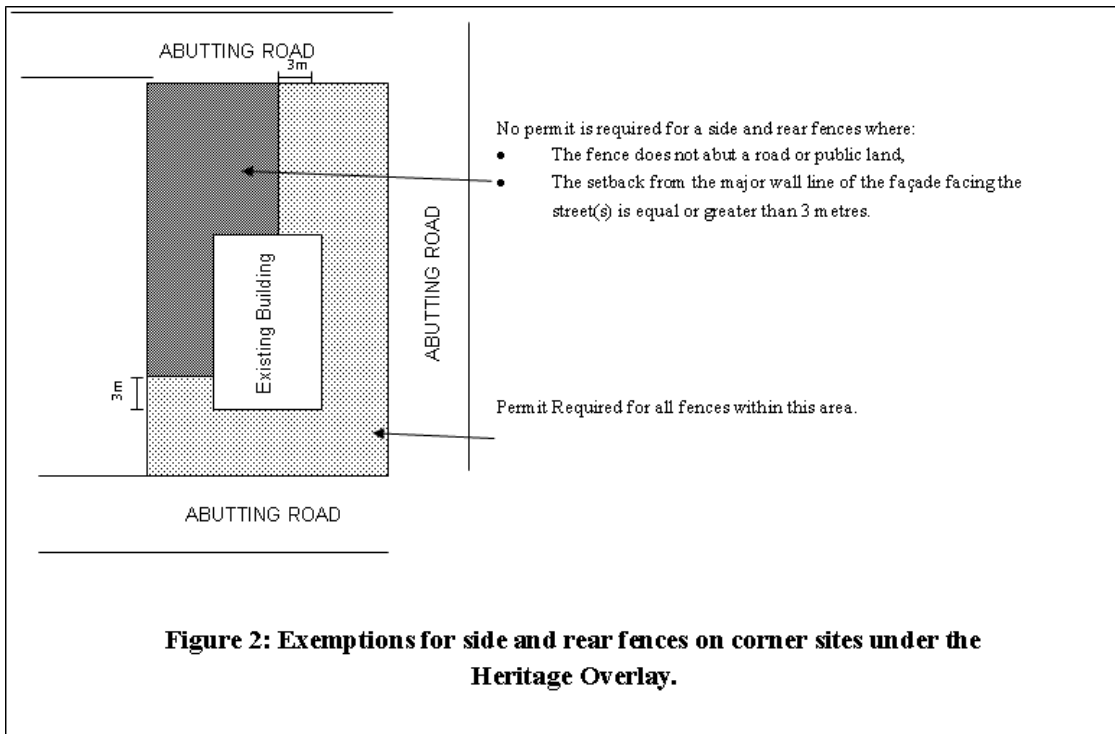 ABUTTING ROAD
3m
No permit is required for a side and rear fences where:
• The fence does not abut a road or public land,
• The setback from the major wall line of the façade facing the
street(s) is equal or greater than 3 metres.
Existing Building
ABUTTING ROAD
3m
Permit Required for all fences within this area.
ABUTTING ROAD
Figure 2: Exemptions for side and rear fences on corner sites under the
Heritage Overlay.